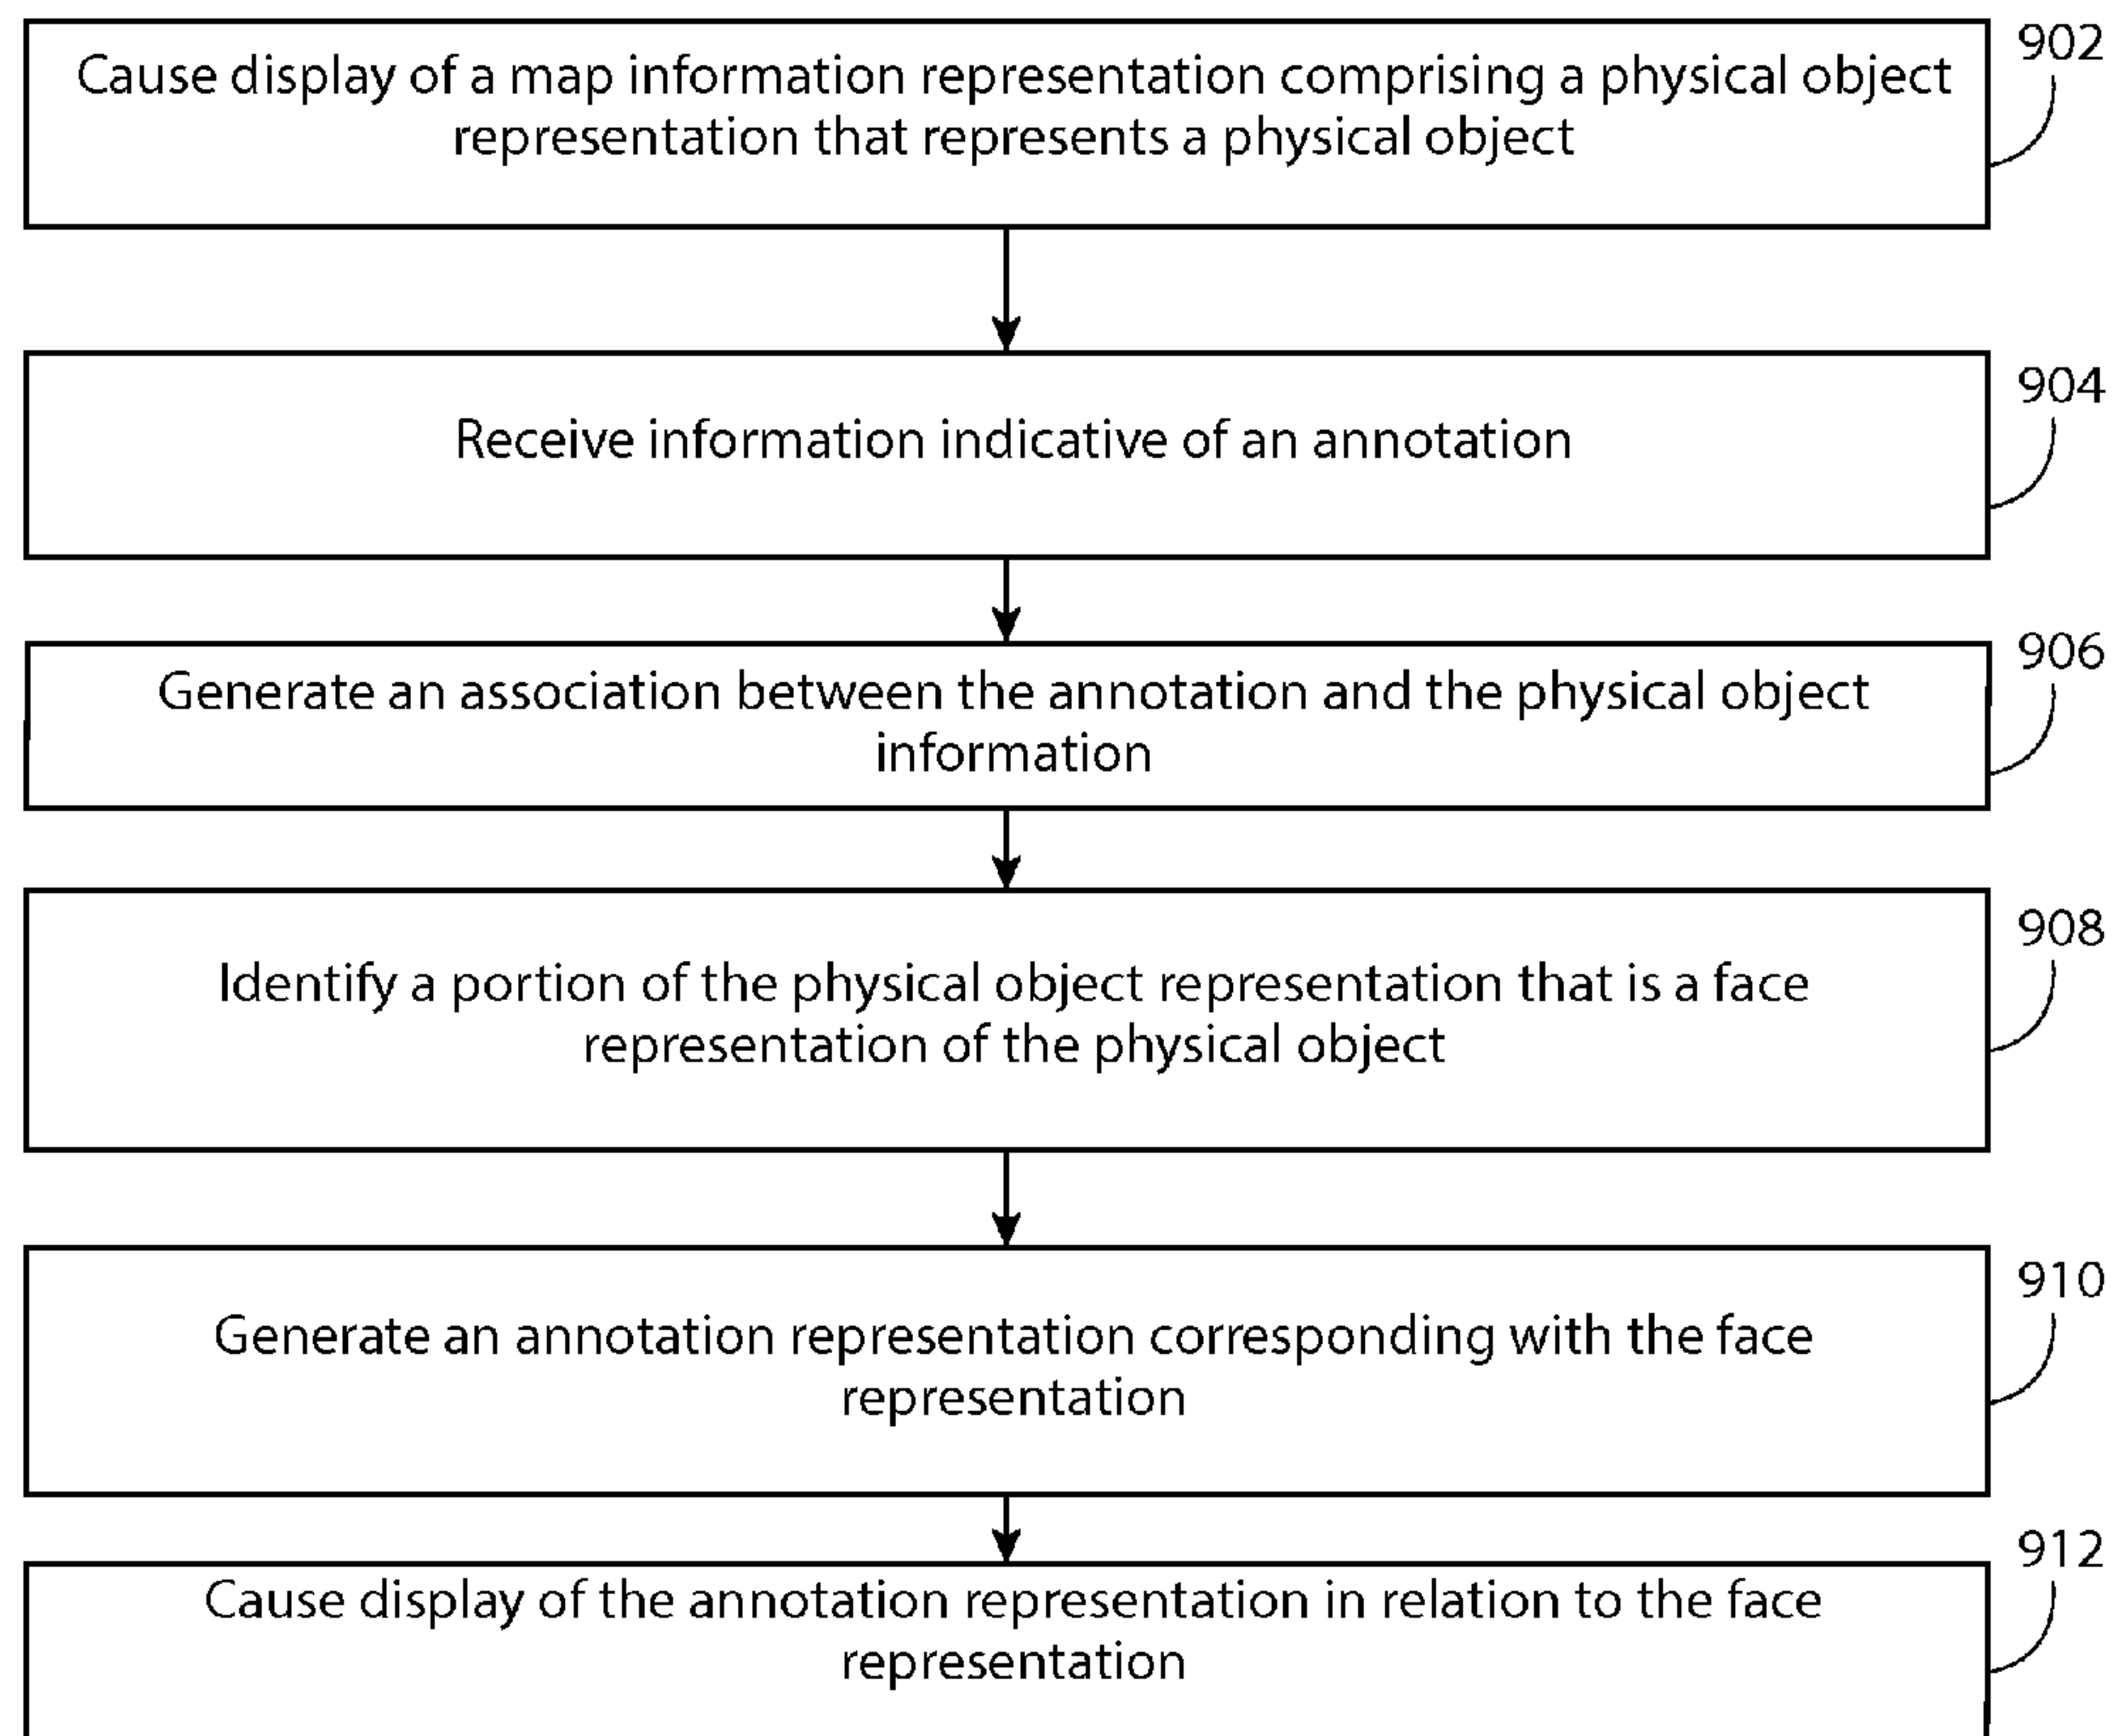 902
Cause display of a map information representation comprising a physical object
representation that represents a physical object
904
Receive information indicative of an annotation
906
Generate an association between the annotation and the physical object
information
908
Identify a portion of the physical object representation that is a face
representation of the physical object
910
Generate an annotation representation corresponding with the face
representation
912
Cause display of the annotation representation in relation to the face
representation